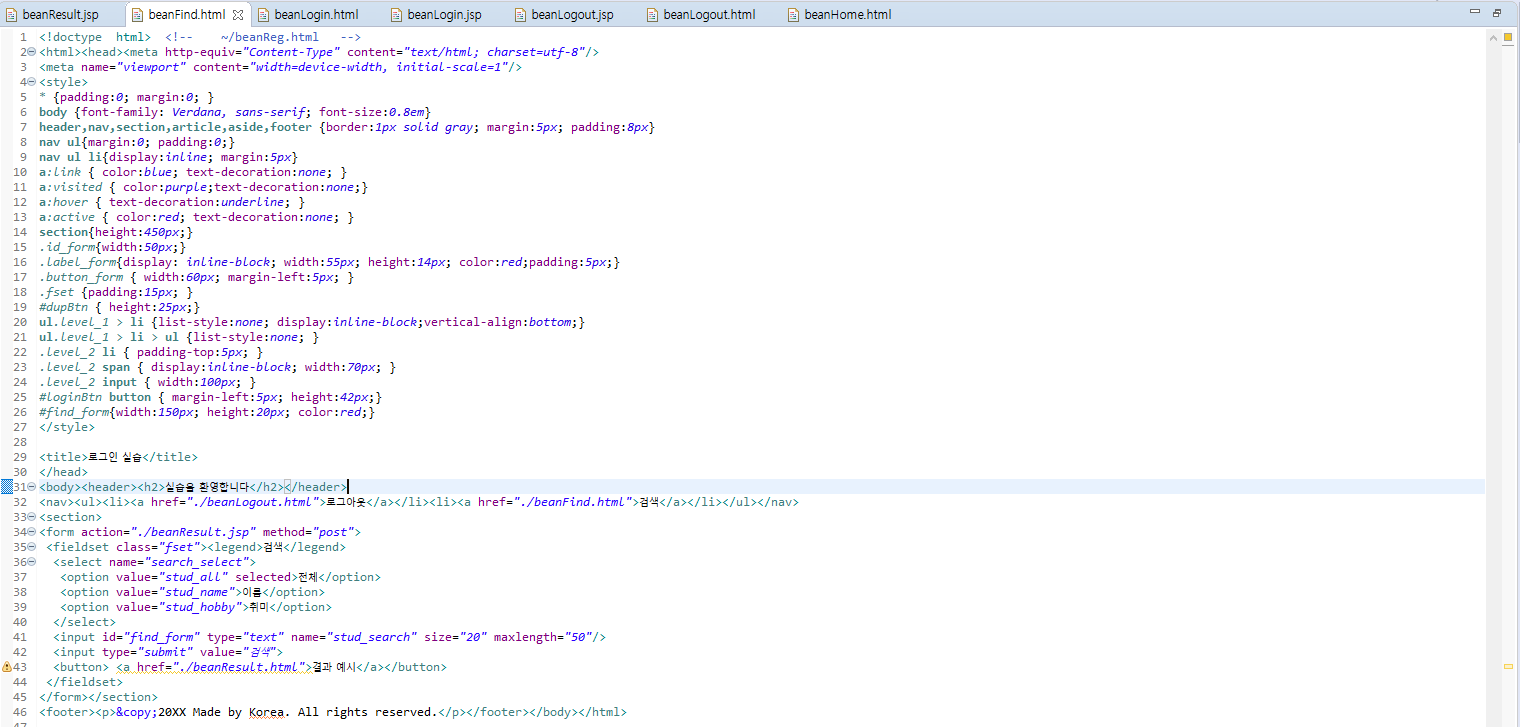 beanResult.jsp beanFind.html beanLogin.html beanLogin.jsp beanLogout.jsp beanLogout.html beanHome.html
1 <!doctype  html>  <!--   ~/beanReg.html   -->
2 <html><head><meta http-equiv="Content-Type" content="text/html; charset=utf-8"/>
3 <meta name="viewport" content="width=device-width, initial-scale=1"/>
4 <style>
5 * {padding:0; margin:0; }
6 body {font-family: Verdana, sans-serif; font-size:0.8em}
7 header,nav,section,article,aside,footer {border:1px solid gray; margin:5px; padding:8px}
8 nav ul{margin:0; padding:0;}
9 nav ul li{display:inline; margin:5px}
10 a:link { color:blue; text-decoration:none; }
11 a:visited { color:purple;text-decoration:none;}
12 a:hover { text-decoration:underline; }
13 a:active { color:red; text-decoration:none; }
14 section{height:450px;}
15 .id_form{width:50px;}
16 .label_form{display: inline-block; width:55px; height:14px; color:red;padding:5px;}
17 .button_form { width:60px; margin-left:5px; }
18 .fset {padding:15px; }
19 #dupBtn { height:25px;}
20 ul.level_1 > li {list-style:none; display:inline-block;vertical-align:bottom;}
21 ul.level_1 > li > ul {list-style:none; }
22 .level_2 li { padding-top:5px; }
23 .level_2 span { display:inline-block; width:70px; }
24 .level_2 input { width:100px; }
25 #loginBtn button { margin-left:5px; height:42px;}
26 #find_form{width:150px; height:20px; color:red;}
27 </style>
28
29 <title>로그인 실습</title>
30 </head>
31 <body><header><h2>실습을 환영합니다</h2></header>
32 <nav><ul><li><a href="./beanLogout.html">로그아웃</a></li><li><a href="./beanFind.html">검색</a></li></ul></nav>
33 <section>
34 <form action="./beanResult.jsp" method="post">
35  <fieldset class="fset"><legend>검색</legend>
36   <select name="search_select">
37    <option value="stud_all" selected>전체</option>
38    <option value="stud_name">이름</option>
39    <option value="stud_hobby">취미</option>
40   </select>
41   <input id="find_form" type="text" name="stud_search" size="20" maxlength="50"/>
42   <input type="submit" value="검색">
43   <button> <a href="./beanResult.html">결과 예시</a></button>
44  </fieldset>
45 </form></section>
46 <footer><p>&copy;20XX Made by Korea. All rights reserved.</p></footer></body></html>
47